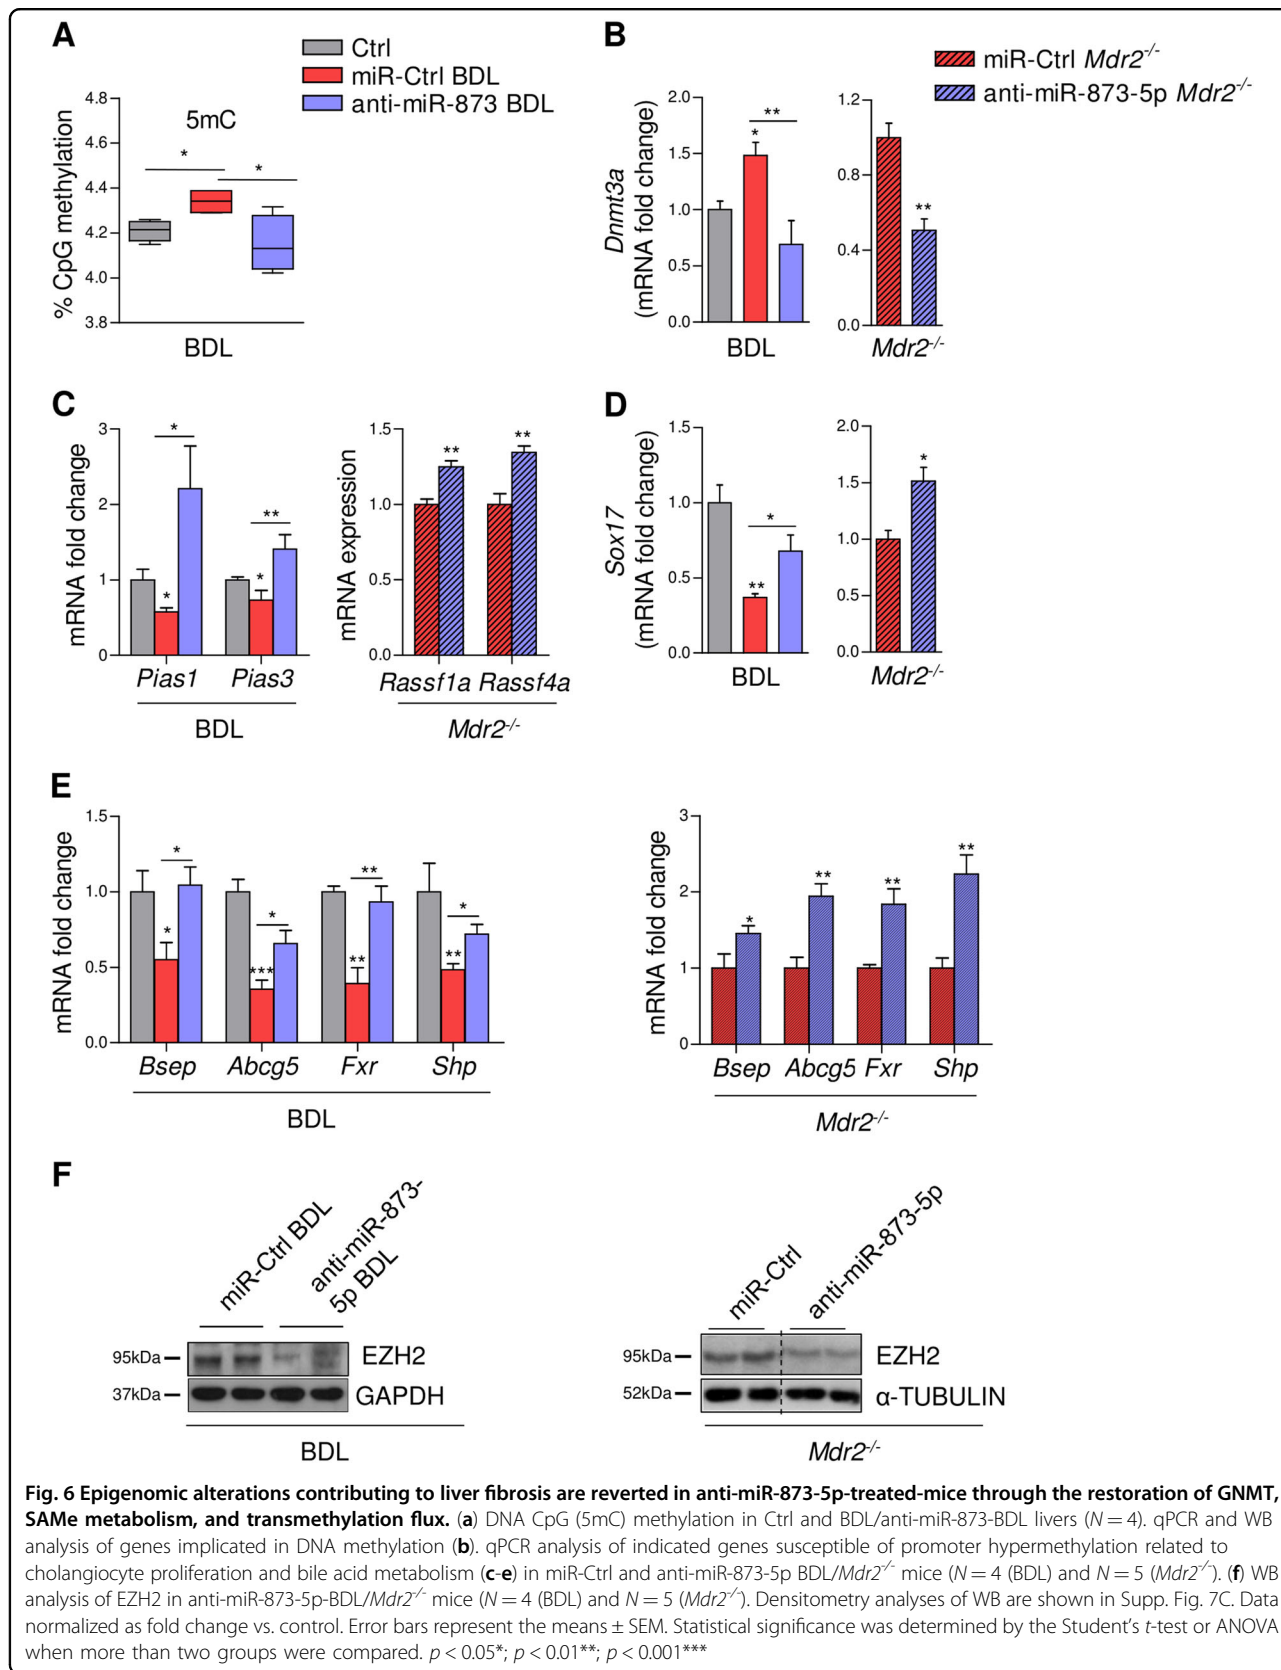 A
Ctrl
miR-Ctrl BDL
anti-miR-873 BDL
5mC
% CpG methylation
4.8
4.6
4.4
4.2
4.0
3.8
*
*
BDL
B
miR-Ctrl Mdr2-/-
anti-miR-873-5p Mdr2-/-
Dnmt3a
(mRNA fold change)
2.0
1.5
1.0
0.5
0.0
**
*
BDL
1.2
0.8
0.4
0.0
**
Mdr2-/-
C
mRNA fold change
3
2
1
0
*
*
**
*
Pias1 Pias3
BDL
mRNA expression
1.5
1.0
0.5
0.0
**
**
Rassf1a Rassf4a
Mdr2-/-
D
Sox17
(mRNA fold change)
1.5
1.0
0.5
0.0
*
**
BDL
2.0
1.5
1.0
0.5
0.0
*
Mdr2-/-
E
mRNA fold change
1.5
1.0
0.5
0.0
*
*
*
***
**
**
*
**
Bsep Abcg5 Fxr Shp
BDL
mRNA fold change
3
2
1
0
*
**
**
**
Bsep Abcg5 Fxr Shp
Mdr2-/-
F
miR-Ctrl BDL
anti-miR-873-
5p BDL
95kDa
EZH2
37kDa
GAPDH
BDL
miR-Ctrl
anti-miR-873-5p
95kDa
EZH2
52kDa
α-TUBULIN
Mdr2-/-
Fig. 6 Epigenomic alterations contributing to liver fibrosis are reverted in anti-miR-873-5p-treated-mice through the restoration of GNMT,
SAMe metabolism, and transmethylation flux. (a) DNA CpG (5mC) methylation in Ctrl and BDL/anti-miR-873-BDL livers (N = 4). qPCR and WB
analysis of genes implicated in DNA methylation (b). qPCR analysis of indicated genes susceptible of promoter hypermethylation related to
cholangiocyte proliferation and bile acid metabolism (c-e) in miR-Ctrl and anti-miR-873-5p BDL/Mdr2-/- mice (N = 4 (BDL) and N = 5 (Mdr2-/-). (f) WB
analysis of EZH2 in anti-miR-873-5p-BDL/Mdr2-/- mice (N = 4 (BDL) and N = 5 (Mdr2-/-). Densitometry analyses of WB are shown in Supp. Fig. 7C. Data
normalized as fold change vs. control. Error bars represent the means ± SEM. Statistical significance was determined by the Student's t-test or ANOVA
when more than two groups were compared. p < 0.05*; p < 0.01**; p < 0.001***